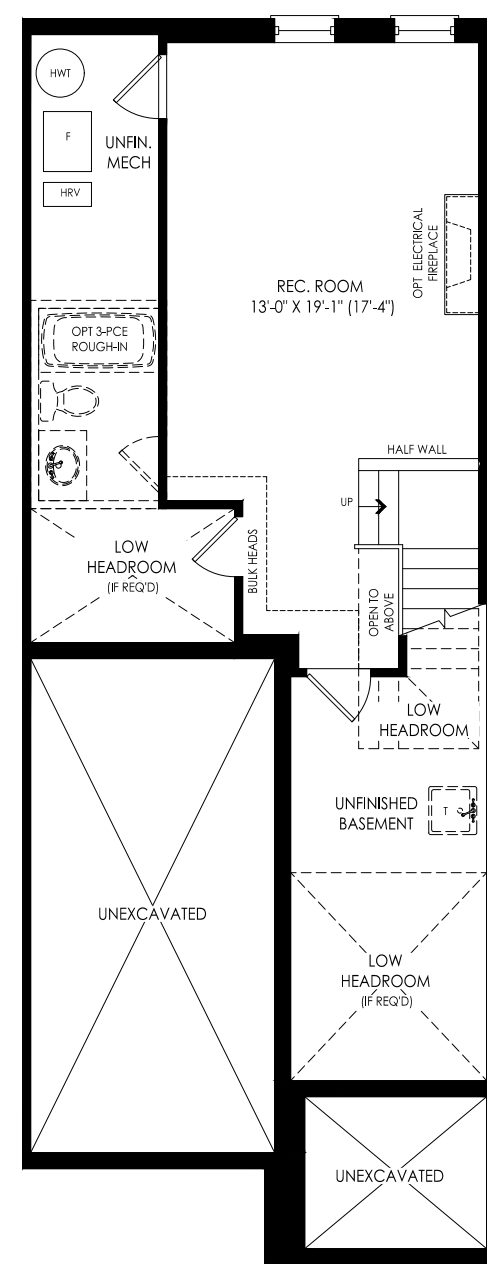 HWT
F
HRV
UNFIN.
MECH
OPT ELECTRICAL
FIREPLACE
REC. ROOM
13'-0" X 19'-1" (17'-4")
OPT 3-PCE
ROUGH-IN
HALF WALL
UP
LOW
HEADROOM
(IF REQ'D)
BULK HEADS
OPEN TO
ABOVE
LOW
HEADROOM
UNFINISHED
BASEMENT
T
UNEXCAVATED
LOW
HEADROOM
(IF REQ'D)
UNEXCAVATED